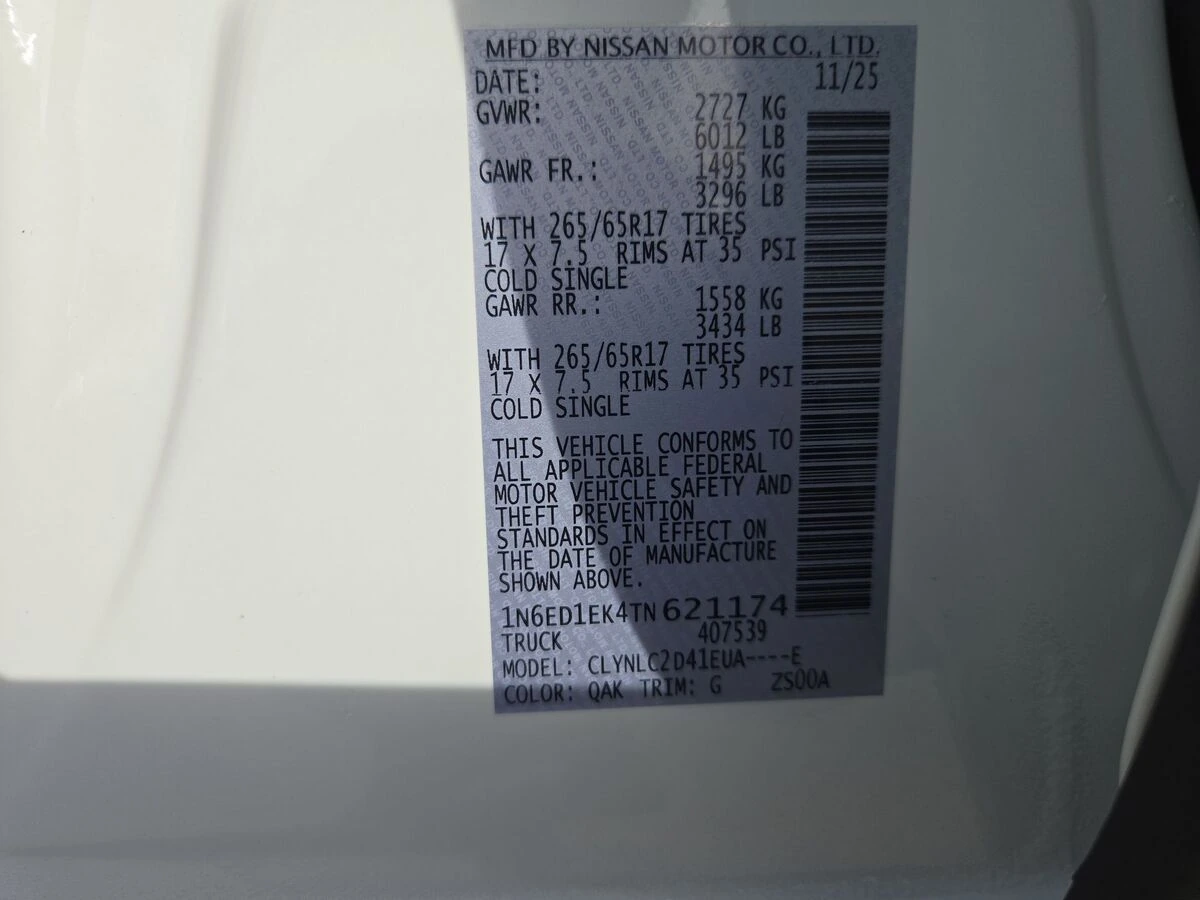 MFD BY NISSAN MOTOR CO., LTD.
DATE: 11/25
GVWR: 2727 KG
6012 LB
GAWR FR.: 1495 KG
3296 LB
WITH 265/65R17 TIRES
17 X 7.5 RIMS AT 35 PSI
COLD SINGLE
GAWR RR.: 1558 KG
3434 LB
WITH 265/65R17 TIRES
17 X 7.5 RIMS AT 35 PSI
COLD SINGLE
THIS VEHICLE CONFORMS TO
ALL APPLICABLE FEDERAL
MOTOR VEHICLE SAFETY AND
THEFT PREVENTION
STANDARDS IN EFFECT ON
THE DATE OF MANUFACTURE
SHOWN ABOVE.
1N6ED1EK4TN621174
TRUCK 407539
MODEL: CLYNLC2D41EUA----E
COLOR: QAK TRIM: G ZS00A